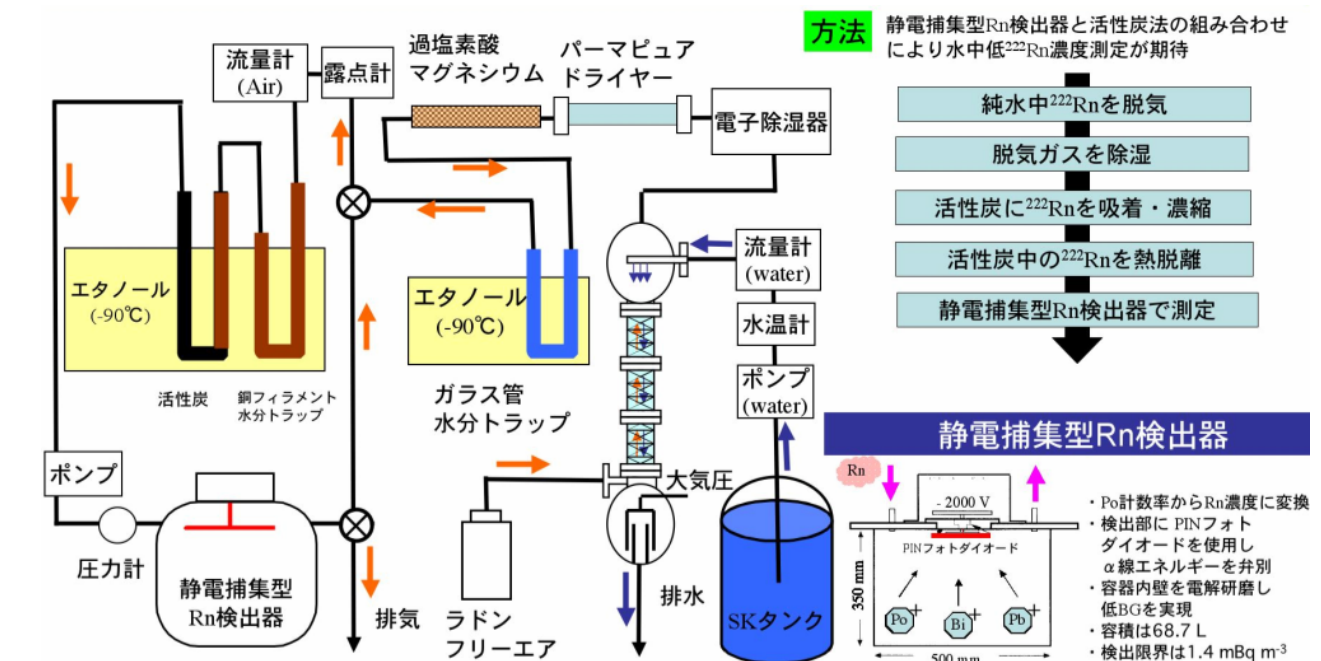 方法
静電捕集型Rn検出器と活性炭法の組み合わせ
により水中低²²²Rn濃度測定が期待
純水中²²²Rnを脱気
脱気ガスを除湿
活性炭に²²²Rnを吸着・濃縮
活性炭中の²²²Rnを熱脱離
静電捕集型Rn検出器で測定
流量計
(Air)
露点計
過塩素酸
マグネシウム
パーマピュア
ドライヤー
電子除湿器
エタノール
(-90℃)
活性炭
銅フィラメント
水分トラップ
エタノール
(-90℃)
ガラス管
水分トラップ
流量計
(water)
水温計
ポンプ
(water)
ポンプ
圧力計
静電捕集型
Rn検出器
排気
ラドン
フリーエア
大気圧
排水
SKタンク
静電捕集型Rn検出器
Rn
- 2000 V
PINフォトダイオード
350 mm
Po +
Bi +
Pb +
500 mm
・Po計数率からRn濃度に変換
・検出部に PINフォト
ダイオードを使用し
α線エネルギーを弁別
・容器内壁を電解研磨し
低BGを実現
・容積は68.7 L
・検出限界は1.4 mBq m⁻³